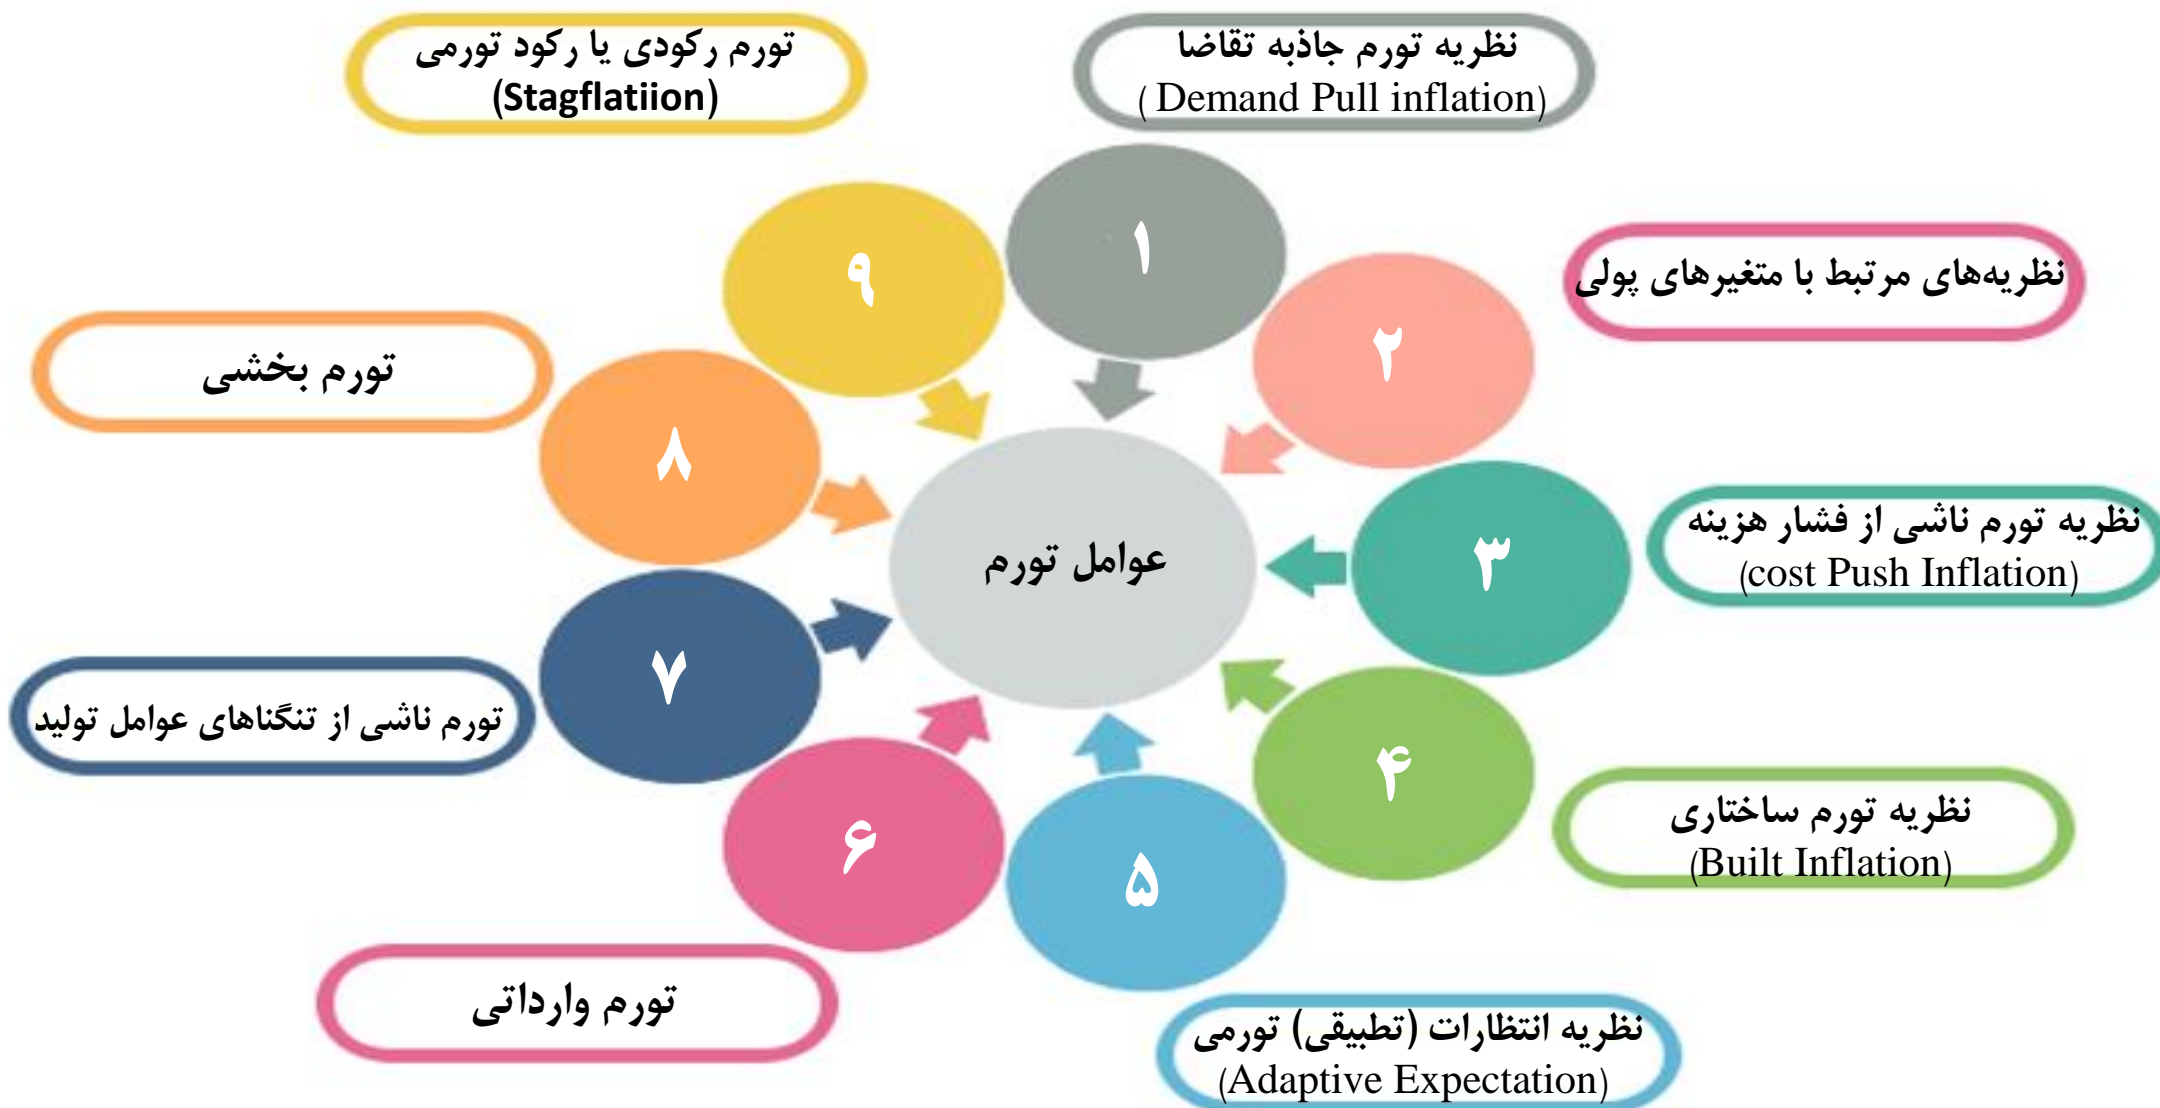 نظریه تورم جاذبه تقاضا
( Demand Pull inflation)
۱
نظریه‌های مرتبط با متغیرهای پولی
۲
نظریه تورم ناشی از فشار هزینه
(cost Push Inflation)
۳
نظریه تورم ساختاری
(Built Inflation)
۴
نظریه انتظارات (تطبیقی) تورمی
(Adaptive Expectation)
۵
تورم وارداتی
۶
تورم ناشی از تنگناهای عوامل تولید
۷
تورم بخشی
۸
تورم رکودی یا رکود تورمی
(Stagflatiion)
۹
عوامل تورم